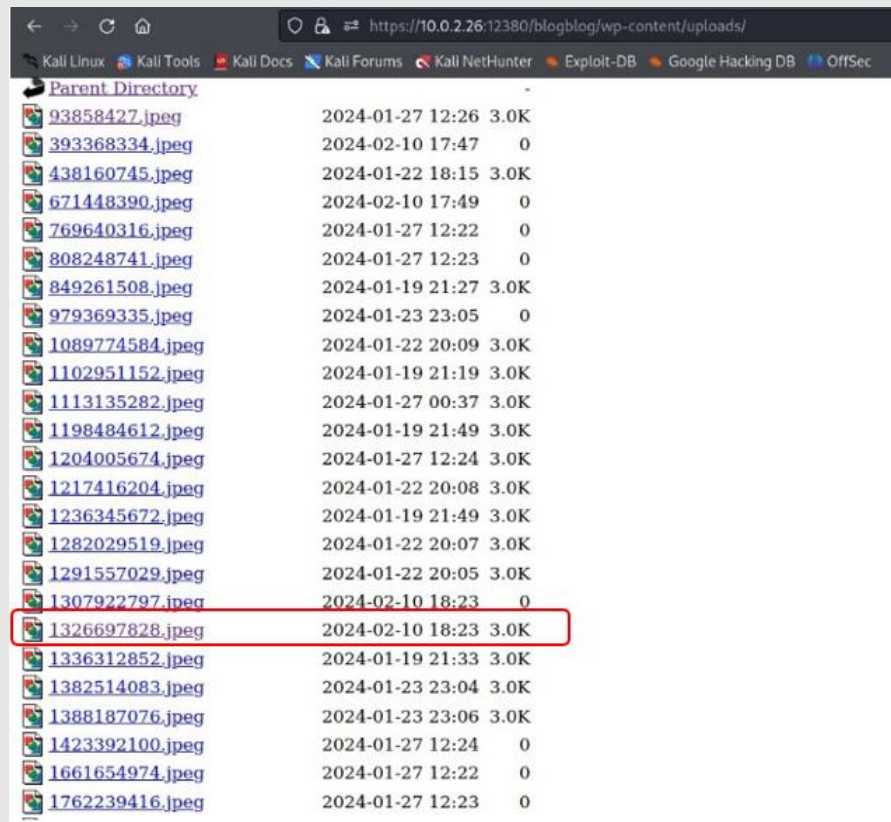 https://10.0.2.26:12380/blogblog/wp-content/uploads/
Kali Linux Kali Tools Kali Docs Kali Forums Kali NetHunter Exploit-DB Google Hacking DB OffSec
Parent Directory -
93858427.jpeg 2024-01-27 12:26 3.0K
393368334.jpeg 2024-02-10 17:47 0
438160745.jpeg 2024-01-22 18:15 3.0K
671448390.jpeg 2024-02-10 17:49 0
769640316.jpeg 2024-01-27 12:22 0
808248741.jpeg 2024-01-27 12:23 0
849261508.jpeg 2024-01-19 21:27 3.0K
979369335.jpeg 2024-01-23 23:05 0
1089774584.jpeg 2024-01-22 20:09 3.0K
1102951152.jpeg 2024-01-19 21:19 3.0K
1113135282.jpeg 2024-01-27 00:37 3.0K
1198484612.jpeg 2024-01-19 21:49 3.0K
1204005674.jpeg 2024-01-27 12:24 3.0K
1217416204.jpeg 2024-01-22 20:08 3.0K
1236345672.jpeg 2024-01-19 21:49 3.0K
1282029519.jpeg 2024-01-22 20:07 3.0K
1291557029.jpeg 2024-01-22 20:05 3.0K
1307922797.jpeg 2024-02-10 18:23 0
1326697828.jpeg 2024-02-10 18:23 3.0K
1336312852.jpeg 2024-01-19 21:33 3.0K
1382514083.jpeg 2024-01-23 23:04 3.0K
1388187076.jpeg 2024-01-23 23:06 3.0K
1423392100.jpeg 2024-01-27 12:24 0
1661654974.jpeg 2024-01-27 12:22 0
1762239416.jpeg 2024-01-27 12:23 0